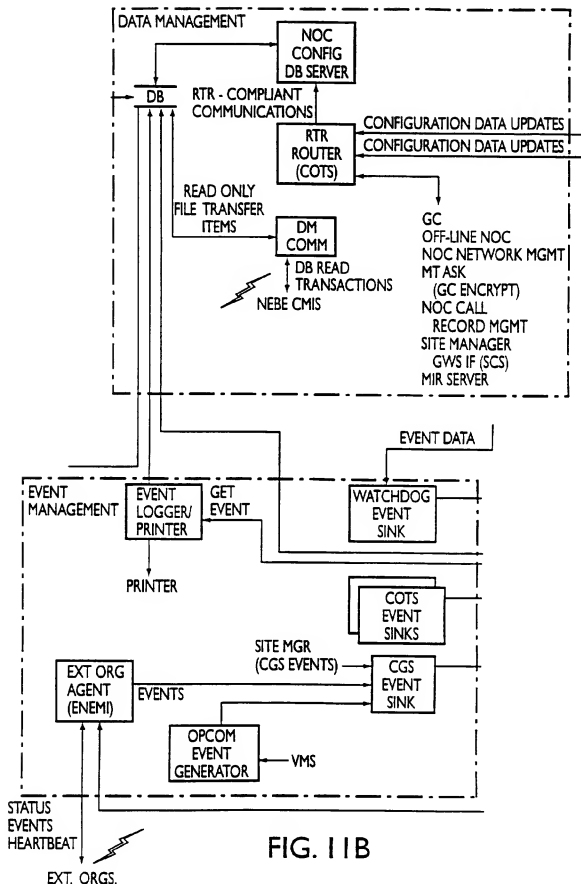 DATA MANAGEMENT
NOC
CONFIG
DB SERVER
DB
RTR - COMPLIANT
COMMUNICATIONS
RTR
ROUTER
(COTS)
CONFIGURATION DATA UPDATES
CONFIGURATION DATA UPDATES
READ ONLY
FILE TRANSFER
ITEMS
DM
COMM
DB READ
TRANSACTIONS
NEBE CMIS
GC
OFF-LINE NOC
NOC NETWORK MGMT
MT ASK
(GC ENCRYPT)
NOC CALL
RECORD MGMT
SITE MANAGER
GWS IF (SCS)
MIR SERVER
EVENT DATA
EVENT
MANAGEMENT
EVENT
LOGGER/
PRINTER
GET
EVENT
WATCHDOG
EVENT
SINK
PRINTER
COTS
EVENT
SINKS
SITE MGR
(CGS EVENTS)
CGS
EVENT
SINK
EXT ORG
AGENT
(ENEMI)
EVENTS
OPCOM
EVENT
GENERATOR
VMS
STATUS
EVENTS
HEARTBEAT
EXT. ORGS.
FIG. 11B